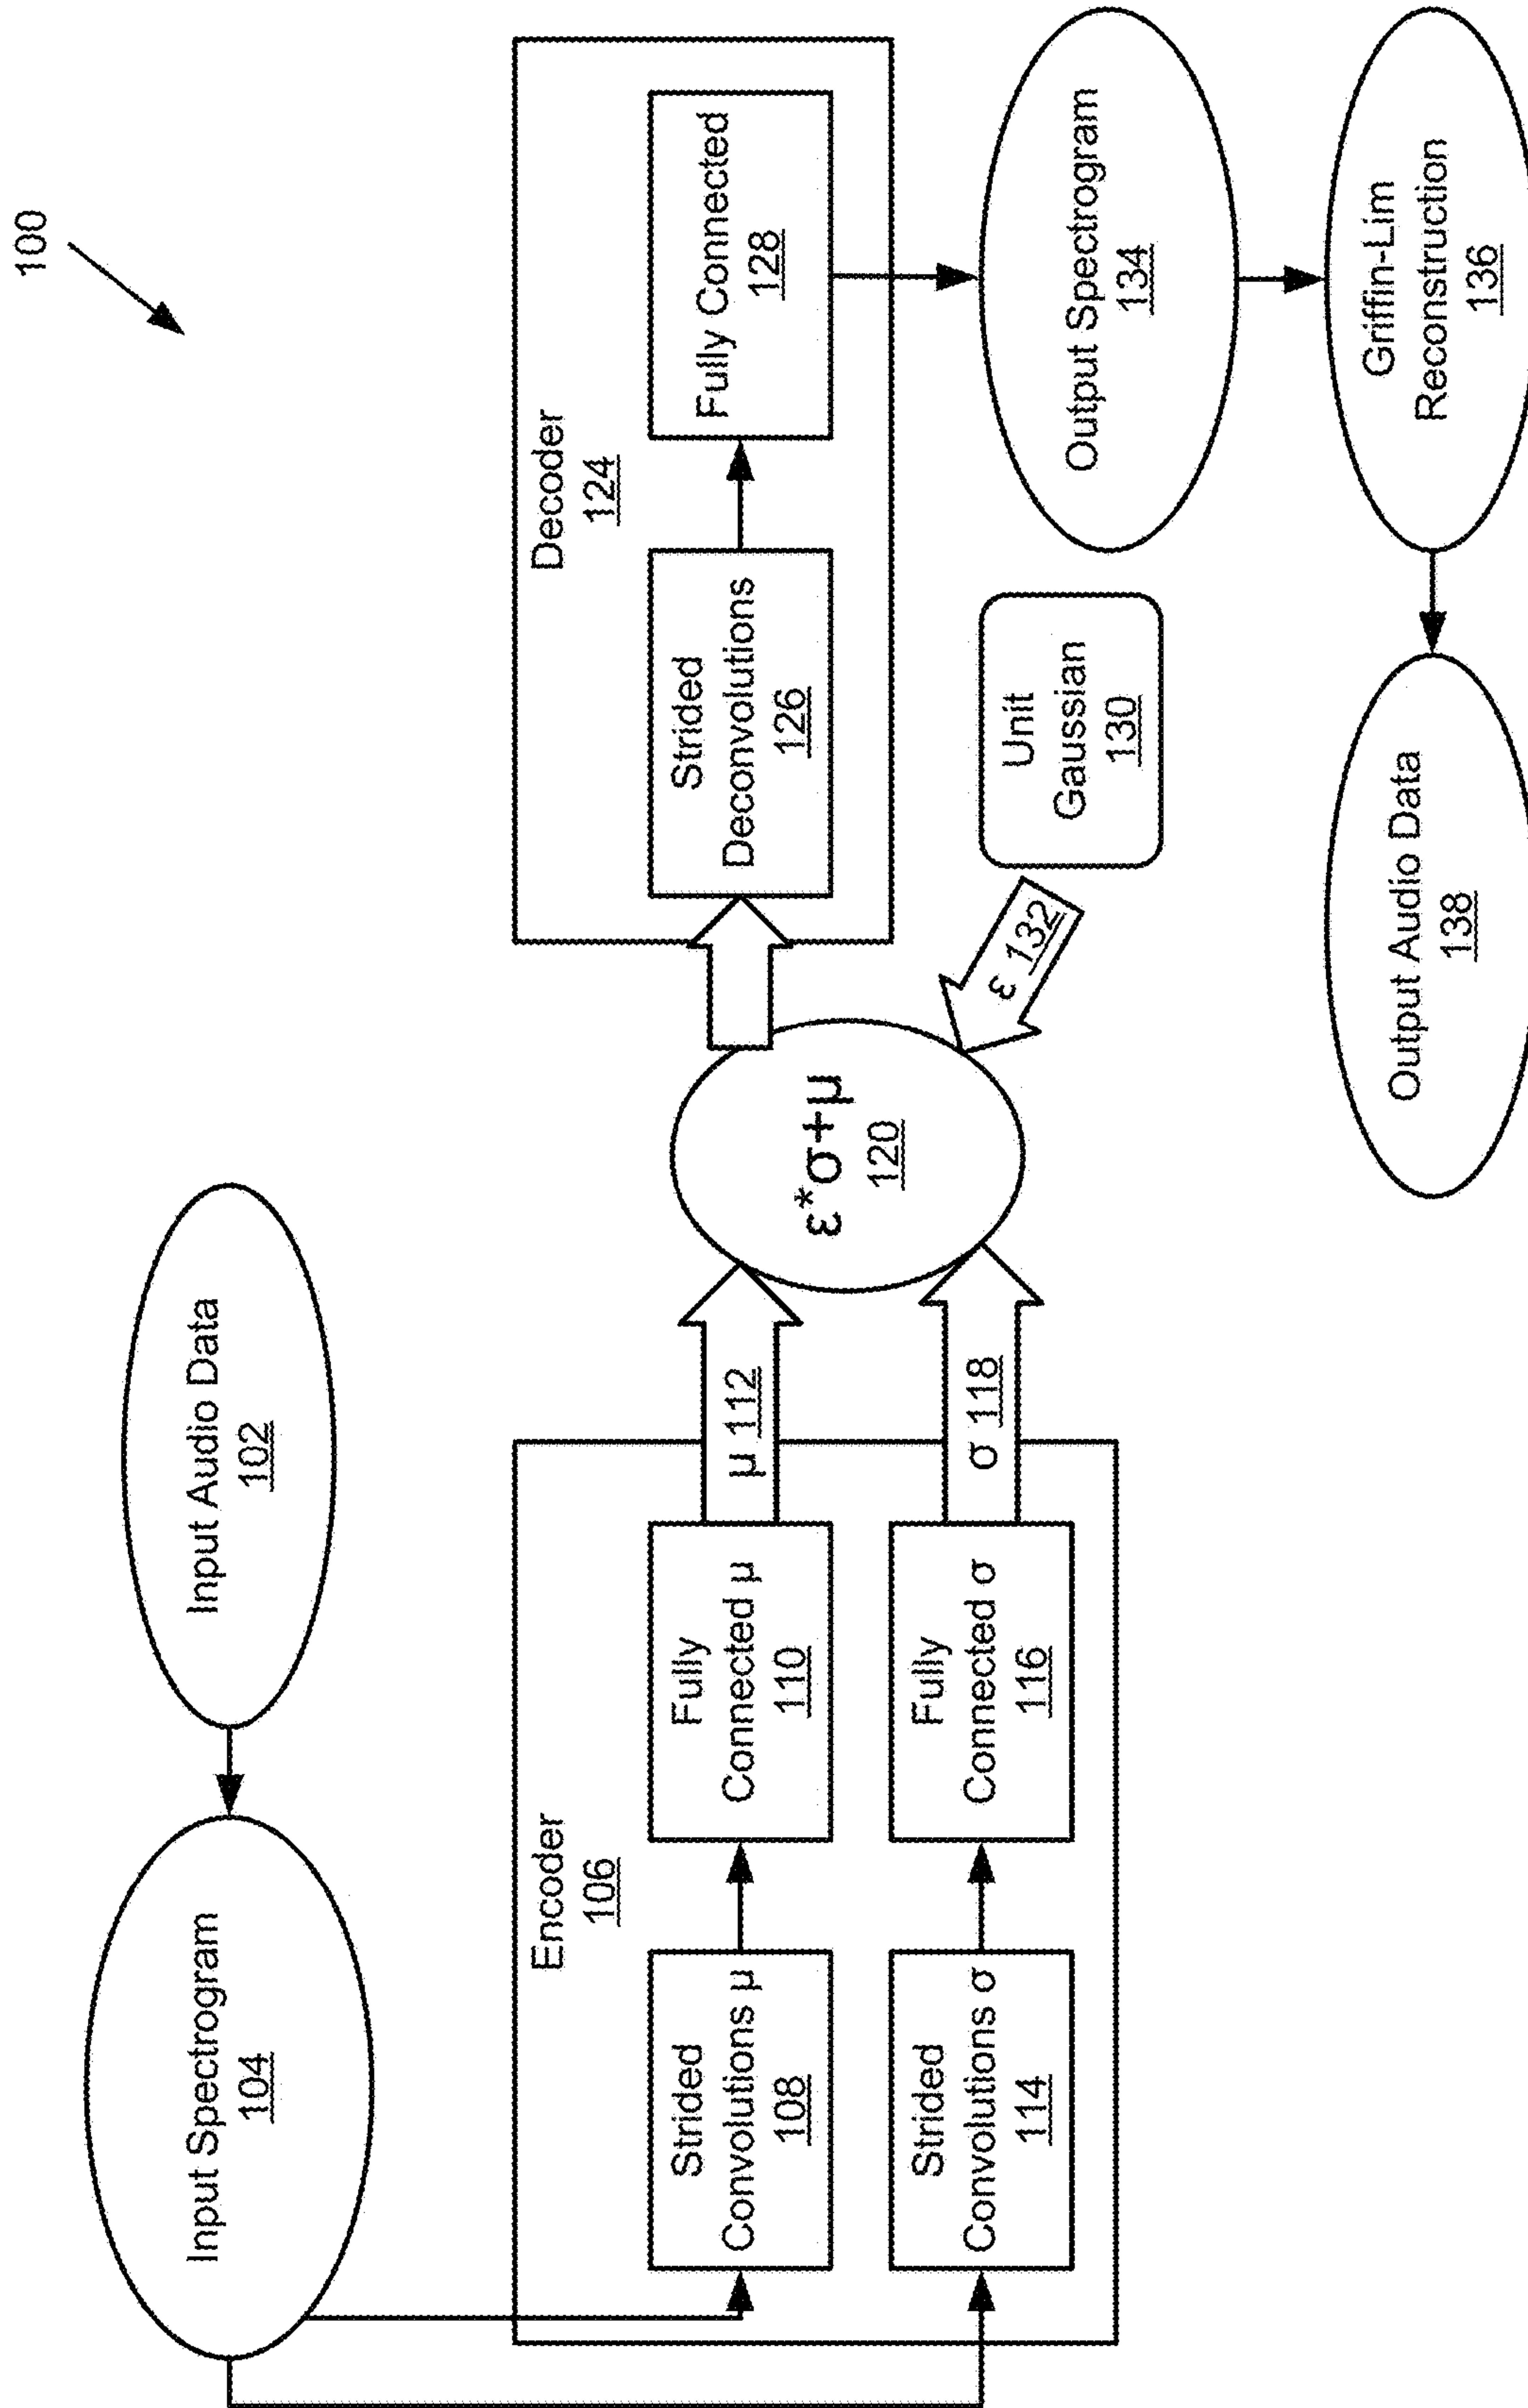 100
Input Audio Data
102
Input Spectrogram
104
Encoder
106
Strided
Convolutions μ
108
Fully
Connected μ
110
μ 112
Strided
Convolutions σ
114
Fully
Connected σ
116
σ 118
ε*σ+μ
120
Decoder
124
Strided
Deconvolutions
126
Fully Connected
128
Unit
Gaussian
130
ε 132
Output Spectrogram
134
Griffin-Lim
Reconstruction
136
Output Audio Data
138